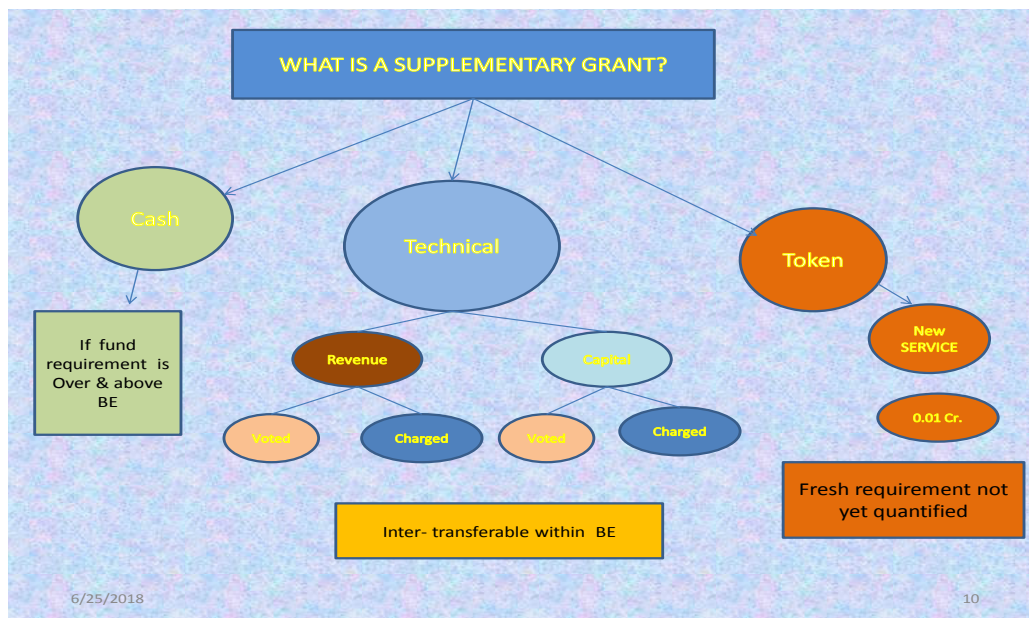 WHAT IS A SUPPLEMENTARY GRANT?
Cash
Technical
Token
If fund
requirement is
Over & above
BE
Revenue
Capital
New
SERVICE
Voted
Charged
Voted
Charged
0.01 Cr.
Inter- transferable within BE
Fresh requirement not
yet quantified
6/25/2018
10